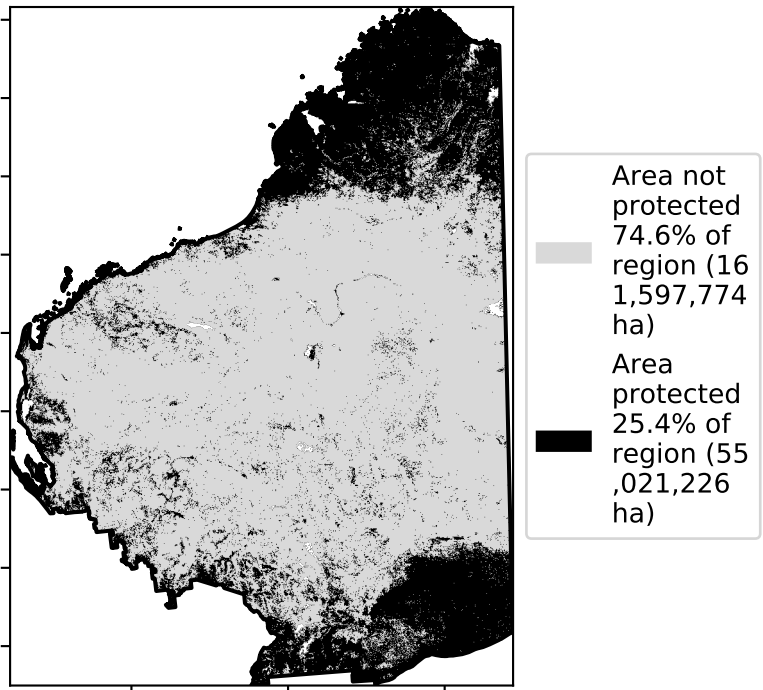 Area not
protected
74.6% of
region (16
1,597,774
ha)
Area
protected
25.4% of
region (55
,021,226
ha)